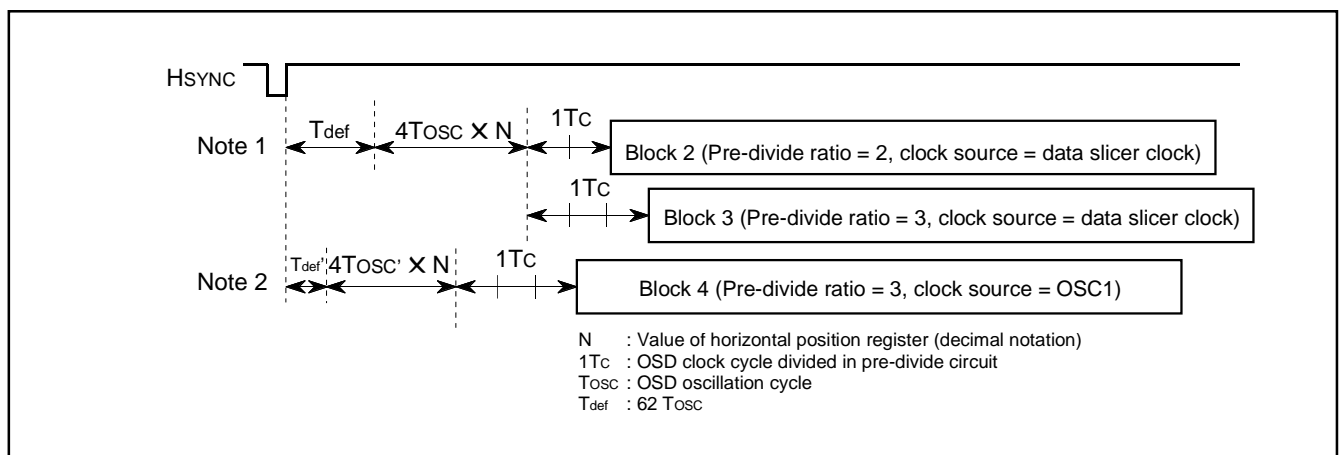 HSYNC
Note 1
Tdef
4TOSC X N
1TC
Block 2 (Pre-divide ratio = 2, clock source = data slicer clock)
1TC
Block 3 (Pre-divide ratio = 3, clock source = data slicer clock)
Note 2
Tdef'
4TOSC' X N
1TC
Block 4 (Pre-divide ratio = 3, clock source = OSC1)
N : Value of horizontal position register (decimal notation)
1TC : OSD clock cycle divided in pre-divide circuit
TOSC : OSD oscillation cycle
Tdef : 62 TOSC